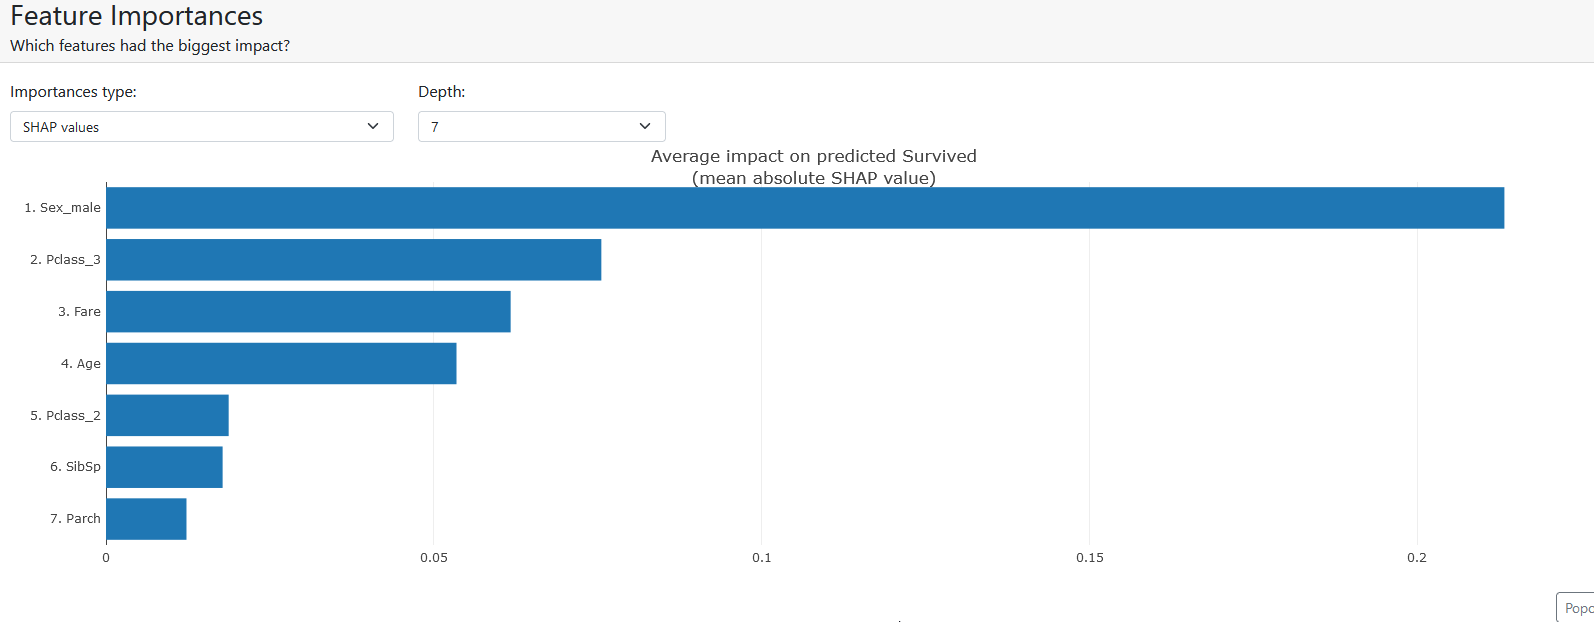 Feature Importances
Which features had the biggest impact?
Importances type:
Depth:
SHAP values
7
Average impact on predicted Survived
(mean absolute SHAP value)
1. Sex_male
2. Pclass_3
3. Fare
4. Age
5. Pclass_2
6. SibSp
7. Parch
0
0.05
0.1
0.15
0.2